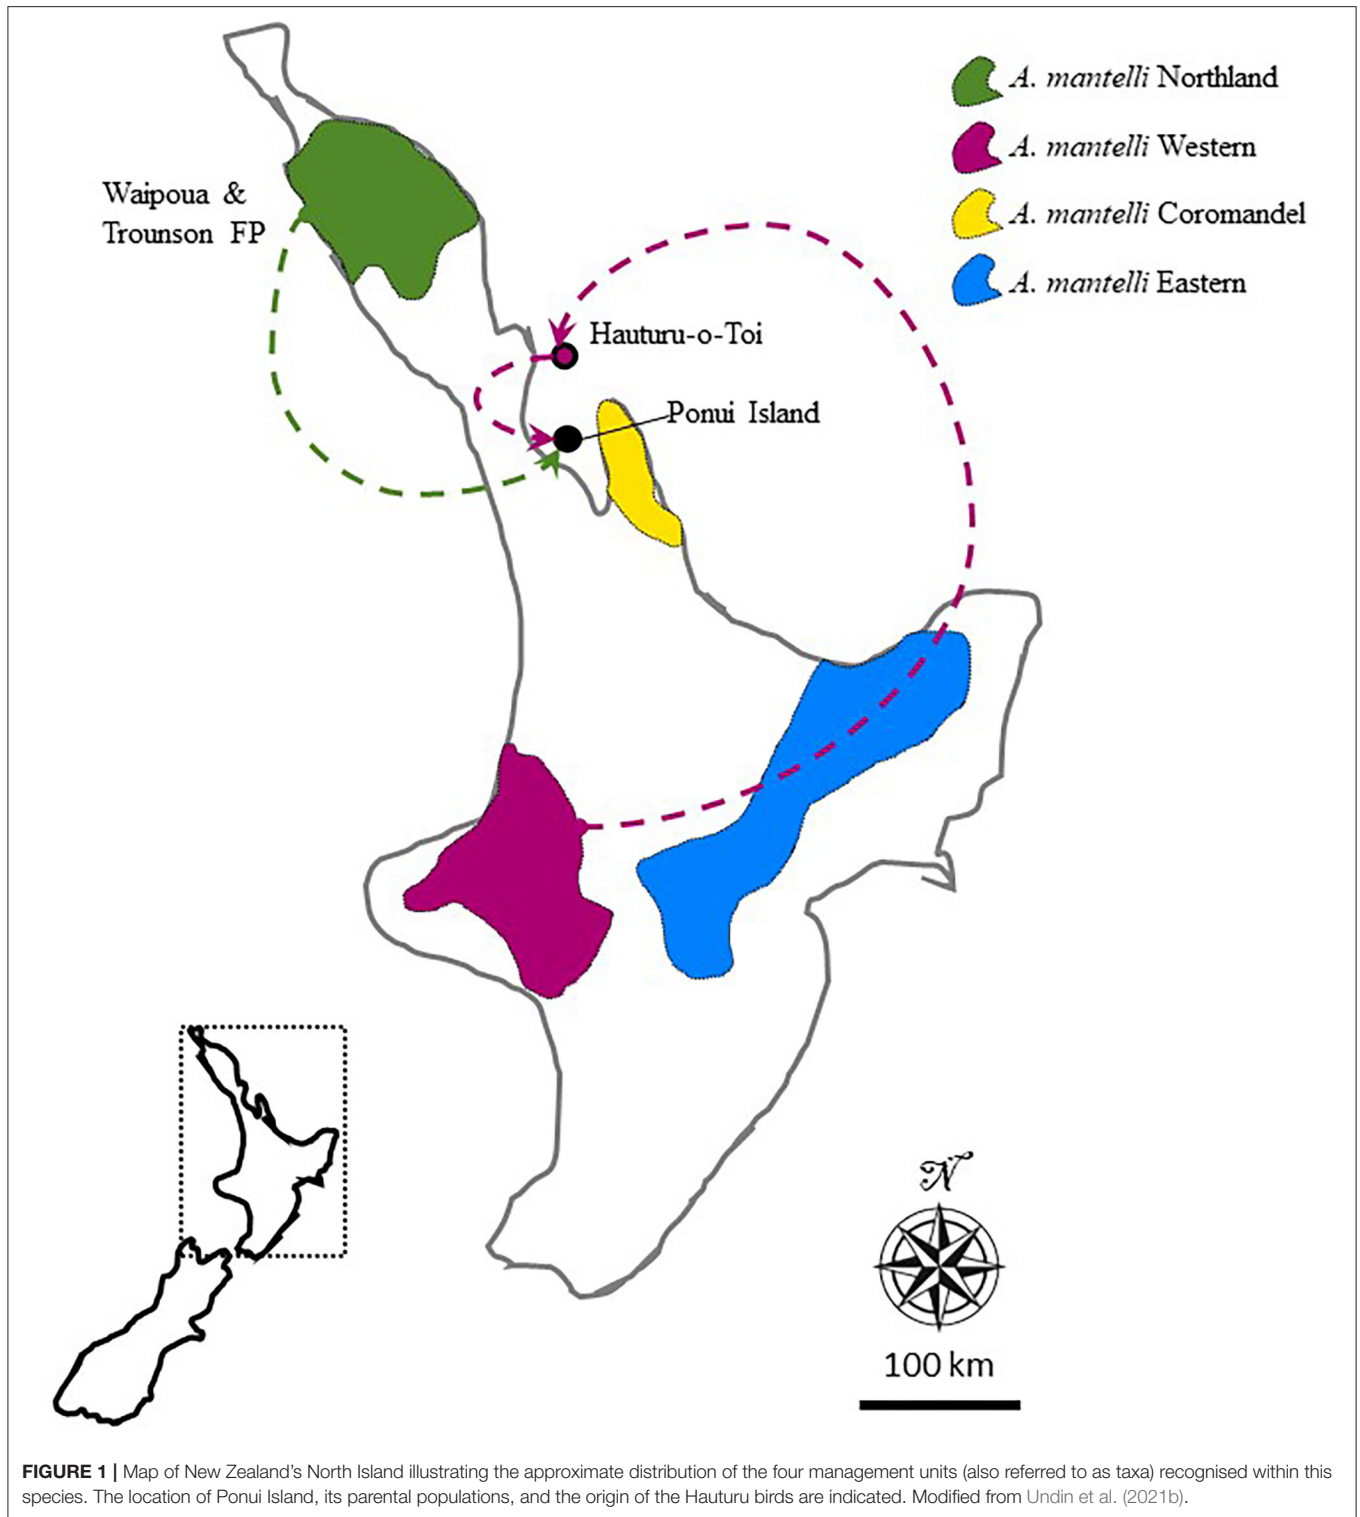 A. mantelli Northland
A. mantelli Western
A. mantelli Coromandel
A. mantelli Eastern
Waipoua &
Trounson FP
Hauturu-o-Toi
Ponui Island
N
100 km
FIGURE 1 | Map of New Zealand's North Island illustrating the approximate distribution of the four management units (also referred to as taxa) recognised within this
species. The location of Ponui Island, its parental populations, and the origin of the Hauturu birds are indicated. Modified from Undin et al. (2021b).